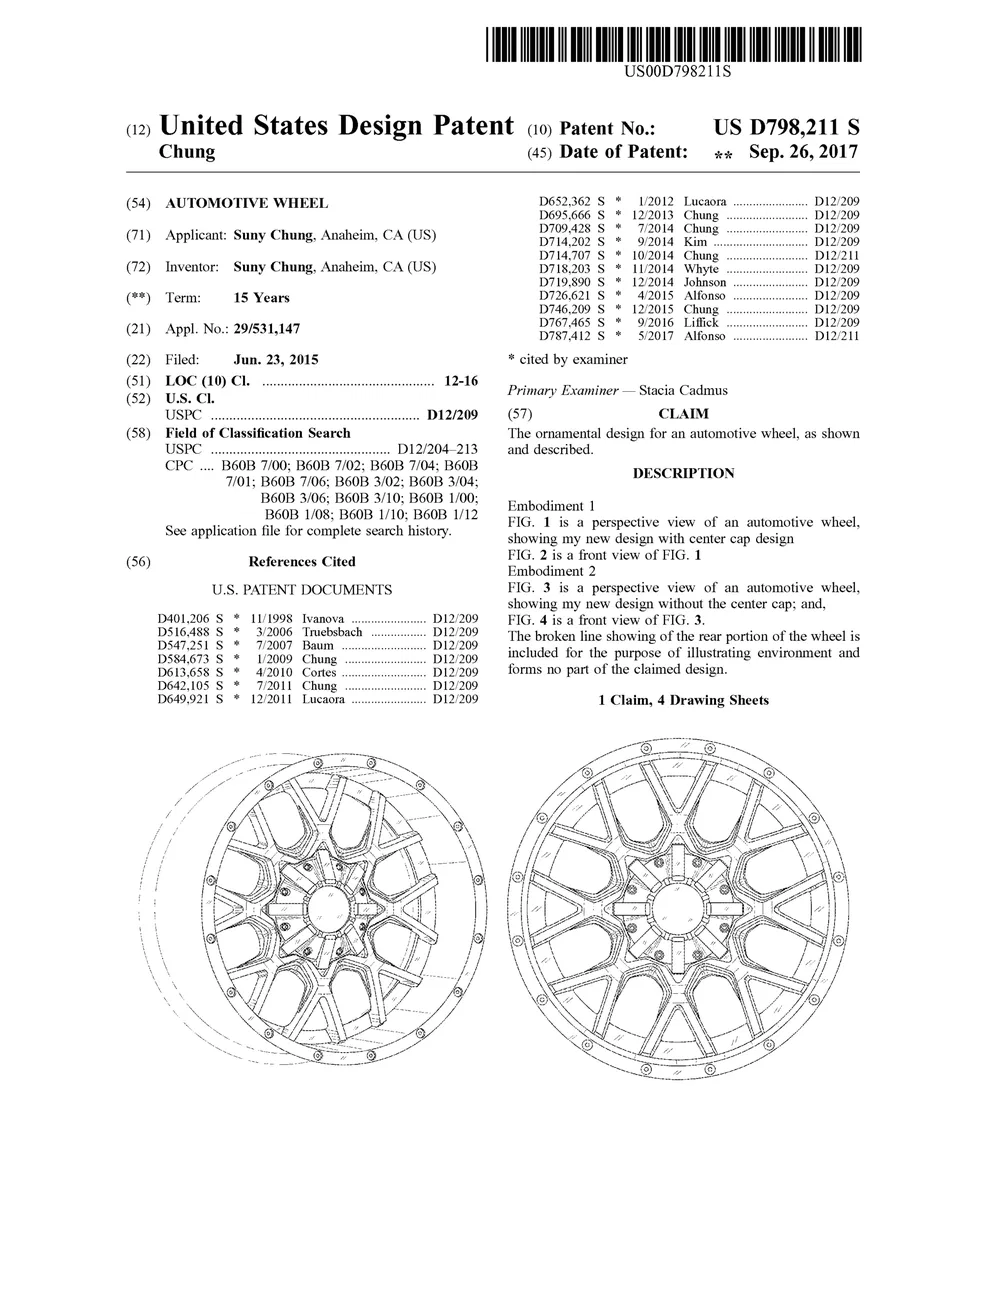 US00D798211S
(12) United States Design Patent
Chung
(10) Patent No.: US D798,211 S
(45) Date of Patent: ** Sep. 26, 2017
(54) AUTOMOTIVE WHEEL
(71) Applicant: Suny Chung, Anaheim, CA (US)
(72) Inventor: Suny Chung, Anaheim, CA (US)
(**) Term: 15 Years
(21) Appl. No.: 29/531,147
(22) Filed: Jun. 23, 2015
(51) LOC (10) Cl. ............................................... 12-16
(52) U.S. Cl.
USPC ......................................................... D12/209
(58) Field of Classification Search
USPC ................................................. D12/204–213
CPC .... B60B 7/00; B60B 7/02; B60B 7/04; B60B
7/01; B60B 7/06; B60B 3/02; B60B 3/04;
B60B 3/06; B60B 3/10; B60B 1/00;
B60B 1/08; B60B 1/10; B60B 1/12
See application file for complete search history.
(56) References Cited
U.S. PATENT DOCUMENTS
D401,206 S * 11/1998 Ivanova ....................... D12/209
D516,488 S * 3/2006 Truebsbach ................. D12/209
D547,251 S * 7/2007 Baum .......................... D12/209
D584,673 S * 1/2009 Chung ......................... D12/209
D613,658 S * 4/2010 Cortes .......................... D12/209
D642,105 S * 7/2011 Chung ......................... D12/209
D649,921 S * 12/2011 Lucaora ....................... D12/209
D652,362 S * 1/2012 Lucaora ....................... D12/209
D695,666 S * 12/2013 Chung ......................... D12/209
D709,428 S * 7/2014 Chung ......................... D12/209
D714,202 S * 9/2014 Kim ............................. D12/209
D714,707 S * 10/2014 Chung ......................... D12/211
D718,203 S * 11/2014 Whyte ......................... D12/209
D719,890 S * 12/2014 Johnson ....................... D12/209
D726,621 S * 4/2015 Alfonso ....................... D12/209
D746,209 S * 12/2015 Chung ......................... D12/209
D767,465 S * 9/2016 Liffick ......................... D12/209
D787,412 S * 5/2017 Alfonso ....................... D12/211
* cited by examiner
Primary Examiner — Stacia Cadmus
(57) CLAIM
The ornamental design for an automotive wheel, as shown
and described.
DESCRIPTION
Embodiment 1
FIG. 1 is a perspective view of an automotive wheel,
showing my new design with center cap design
FIG. 2 is a front view of FIG. 1
Embodiment 2
FIG. 3 is a perspective view of an automotive wheel,
showing my new design without the center cap; and,
FIG. 4 is a front view of FIG. 3.
The broken line showing of the rear portion of the wheel is
included for the purpose of illustrating environment and
forms no part of the claimed design.
1 Claim, 4 Drawing Sheets